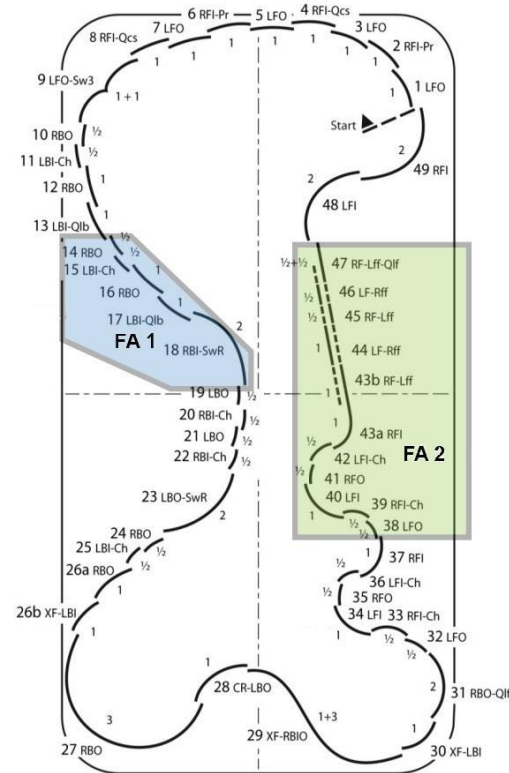 Start
1 LFO
1
2 RFI-Pr
1
3 LFO
1
4 RFI-Qcs
1
5 LFO
1
6 RFI-Pr
1
7 LFO
1
8 RFI-Qcs
1
9 LFO-Sw3
1 + 1
10 RBO
½
11 LBI-Ch
½
12 RBO
1
13 LBI-Qlb
1
14 RBO
½
15 LBI-Ch
½
16 RBO
1
17 LBI-Qlb
1
FA 1
18 RBI-SwR
2
19 LBO
½
20 RBI-Ch
½
21 LBO
½
22 RBI-Ch
½
23 LBO-SwR
2
24 RBO
½
25 LBI-Ch
½
26a RBO
1
26b XF-LBI
1
27 RBO
3
28 CR-LBO
1
29 XF-RBIO
1+3
30 XF-LBI
1
31 RBO-Qlf
2
32 LFO
½
33 RFI-Ch
½
34 LFI
1
35 RFO
½
36 LFI-Ch
½
37 RFI
1
38 LFO
½
39 RFI-Ch
½
40 LFI
1
41 RFO
½
42 LFI-Ch
½
FA 2
43a RFI
1
43b RF-Lff
1
44 LF-Rff
1
45 RF-Lff
½
46 LF-Rff
½
47 RF-Lff-Qlf
½+½
48 LFI
2
49 RFI
2